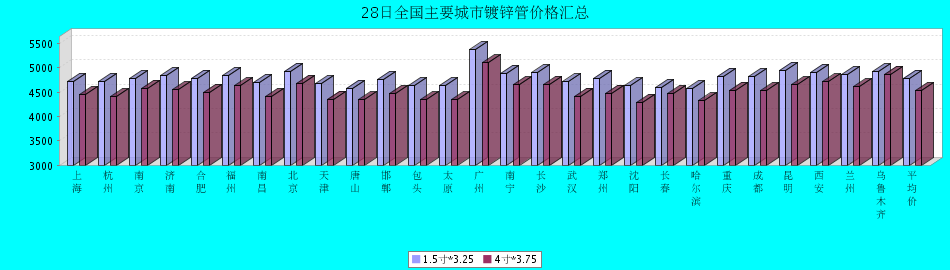 28日全国主要城市镀锌管价格汇总
5500
5000
4500
4000
3500
3000
上海
杭州
南京
济南
合肥
福州
南昌
北京
天津
唐山
邯郸
包头
太原
广州
南宁
长沙
武汉
郑州
沈阳
长春
哈尔滨
重庆
成都
昆明
西安
兰州
乌鲁木齐
平均价
1.5寸*3.25
4寸*3.75